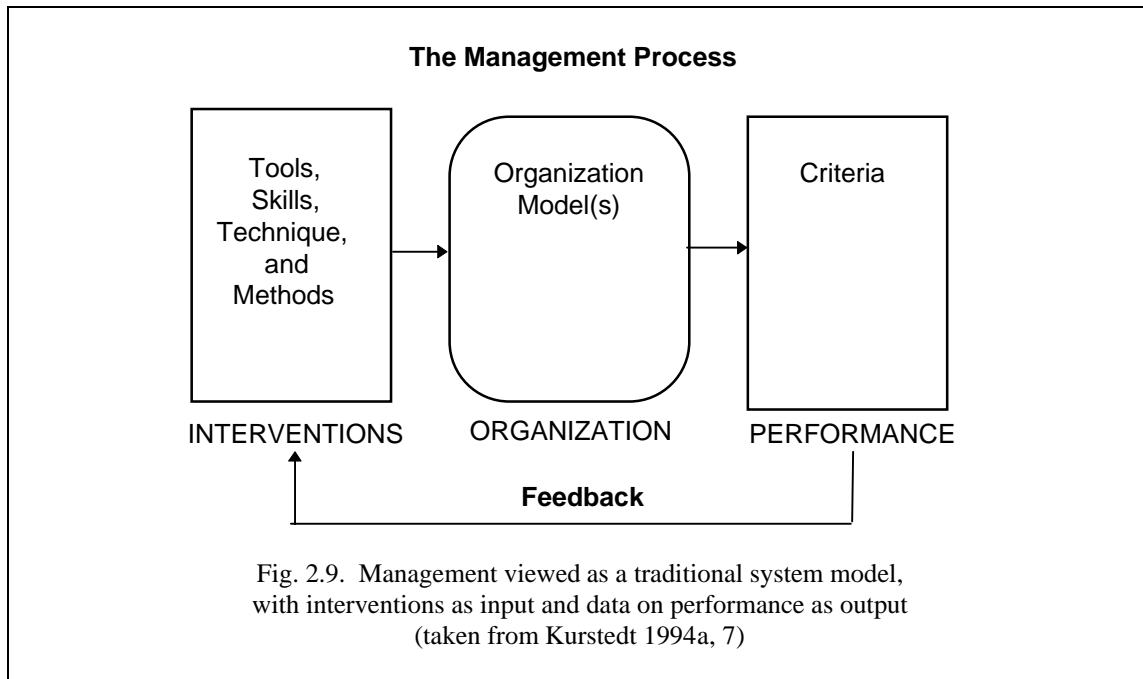 The Management Process
Tools,
Skills,
Technique,
and
Methods
Organization
Model(s)
Criteria
INTERVENTIONS
ORGANIZATION
PERFORMANCE
Feedback
Fig. 2.9. Management viewed as a traditional system model,
with interventions as input and data on performance as output
(taken from Kurstedt 1994a, 7)